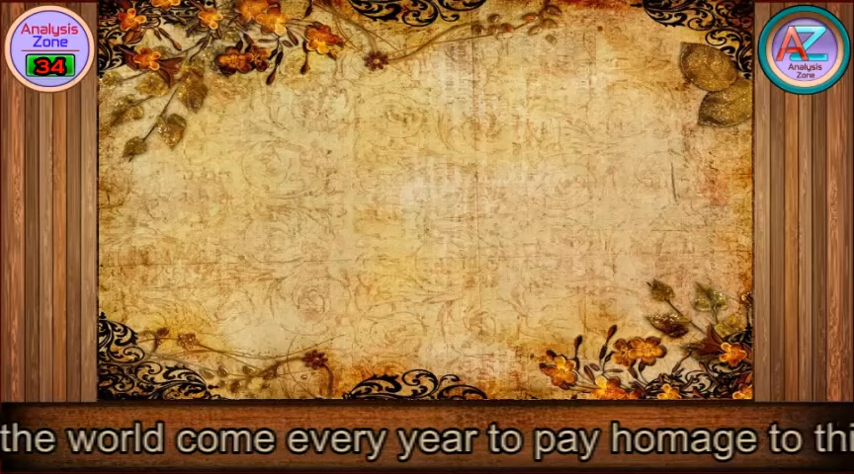 Analysis
Zone
34
AZ
Analysis
Zone
the world come every year to pay homage to thi